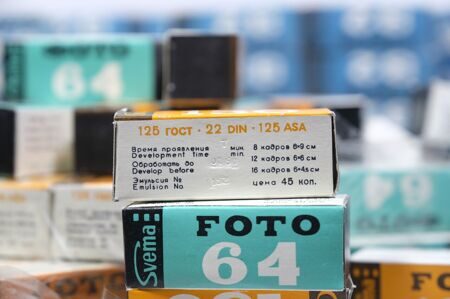 ФОТО
64
Svema
125 ГОСТ · 22 DIN · 125 ASA
Время проявления мин.
Development time min.
Обработать до
Develop before
Эмульсия №
Emulsion No
8 кадров 6×9 см
12 кадров 6×6 см
16 кадров 6×4,5 см
цена 45 коп.
Svema
FOTO
64
64